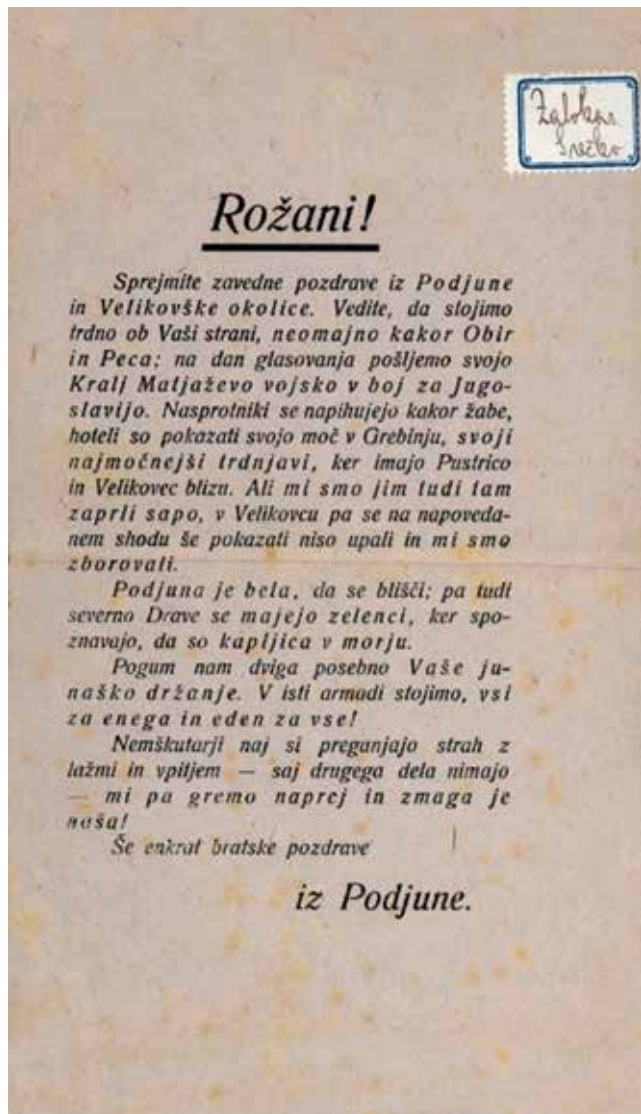 Žglokar
Srečko
Rožani!
Sprejmite zavedne pozdrave iz Podjune
in Velikovške okolice. Vedite, da stojimo
trdno ob Vaši strani, neomajno kakor Obir
in Peca; na dan glasovanja pošljemo svojo
Kralj Matjaževo vojsko v boj za Jugo-
slavijo. Nasprotniki se napihujejo kakor žabe,
hoteli so pokazati svojo moč v Grebinju, svoji
najmočnejši trdnjavi, ker imajo Pustrico
in Velikovec blizu. Ali mi smo jim tudi tam
zaprli sapo, v Velikovcu pa se na napoveda-
nem shodu še pokazati niso upali in mi smo
zborovali.
Podjuna je bela, da se blišči; pa tudi
severno Drave se majejo zelenci, ker spo-
znavajo, da so kapljica v morju.
Pogum nam dviga posebno Vaše ju-
naško držanje. V isti armadi stojimo, vsi
za enega in eden za vse!
Nemškutarji naj si preganjajo strah z
lažmi in vpitjem — saj drugega dela nimajo
— mi pa gremo naprej in zmaga je
naša!
Še enkrat bratske pozdrave
iz Podjune.